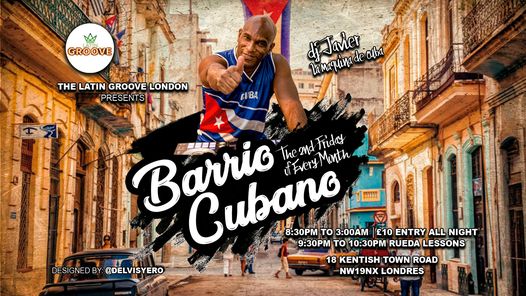 GROOVE
THE LATIN GROOVE LONDON
PRESENTS
dj Javier
La maquina de cuba
CUBA
Barrio
Cubano
The 2nd Friday
of Every Month
8:30PM TO 3:00AM | £10 ENTRY ALL NIGHT
9:30PM TO 10:30PM RUEDA LESSONS
18 KENTISH TOWN ROAD
NW19NX LONDRES
DESIGNED BY: @DELVISYERO